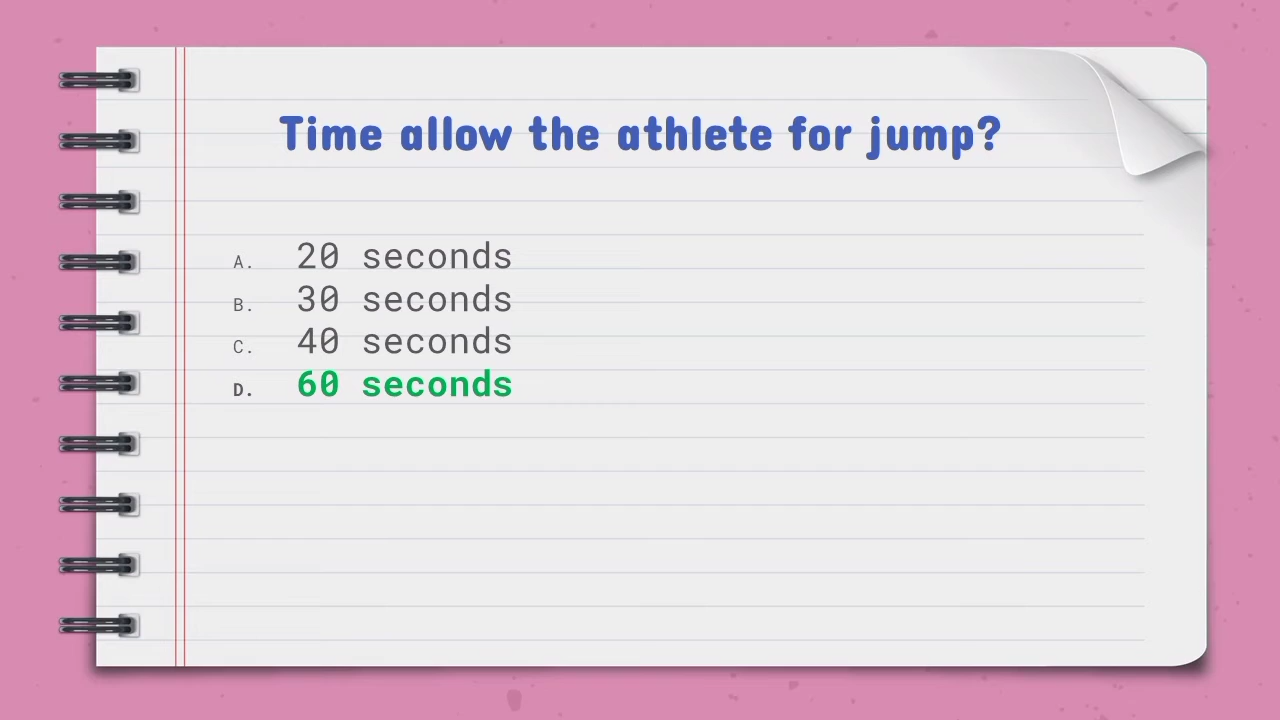 Time allow the athlete for jump?
A. 20 seconds
B. 30 seconds
C. 40 seconds
D. 60 seconds